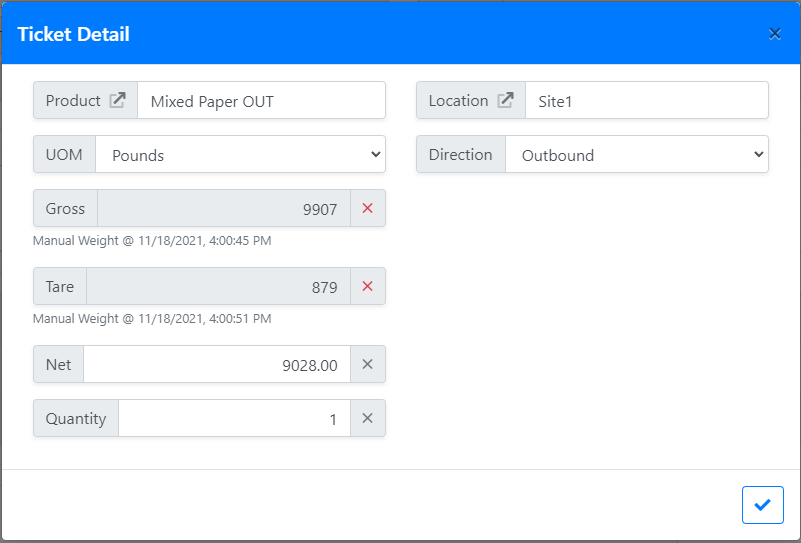 Ticket Detail
Product Mixed Paper OUT
Location Site1
UOM Pounds
Direction Outbound
Gross 9907
Manual Weight @ 11/18/2021, 4:00:45 PM
Tare 879
Manual Weight @ 11/18/2021, 4:00:51 PM
Net 9028.00
Quantity 1